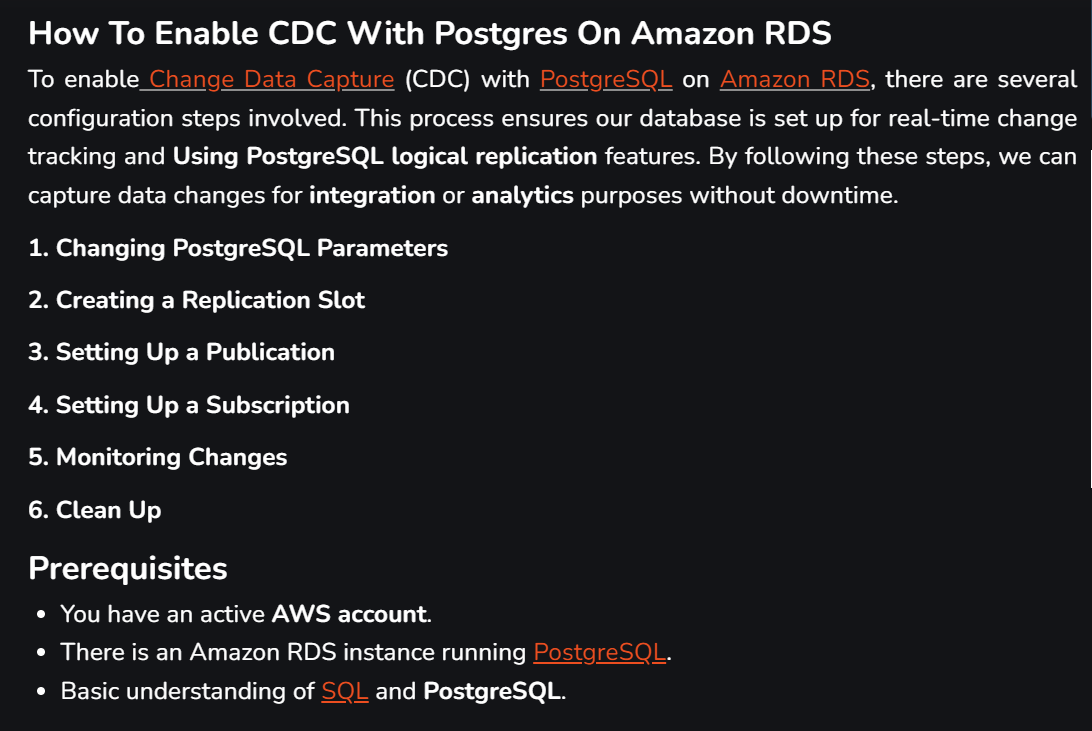 How To Enable CDC With Postgres On Amazon RDS
To enable Change Data Capture (CDC) with PostgreSQL on Amazon RDS, there are several
configuration steps involved. This process ensures our database is set up for real-time change
tracking and Using PostgreSQL logical replication features. By following these steps, we can
capture data changes for integration or analytics purposes without downtime.
1. Changing PostgreSQL Parameters
2. Creating a Replication Slot
3. Setting Up a Publication
4. Setting Up a Subscription
5. Monitoring Changes
6. Clean Up
Prerequisites
• You have an active AWS account.
• There is an Amazon RDS instance running PostgreSQL.
• Basic understanding of SQL and PostgreSQL.